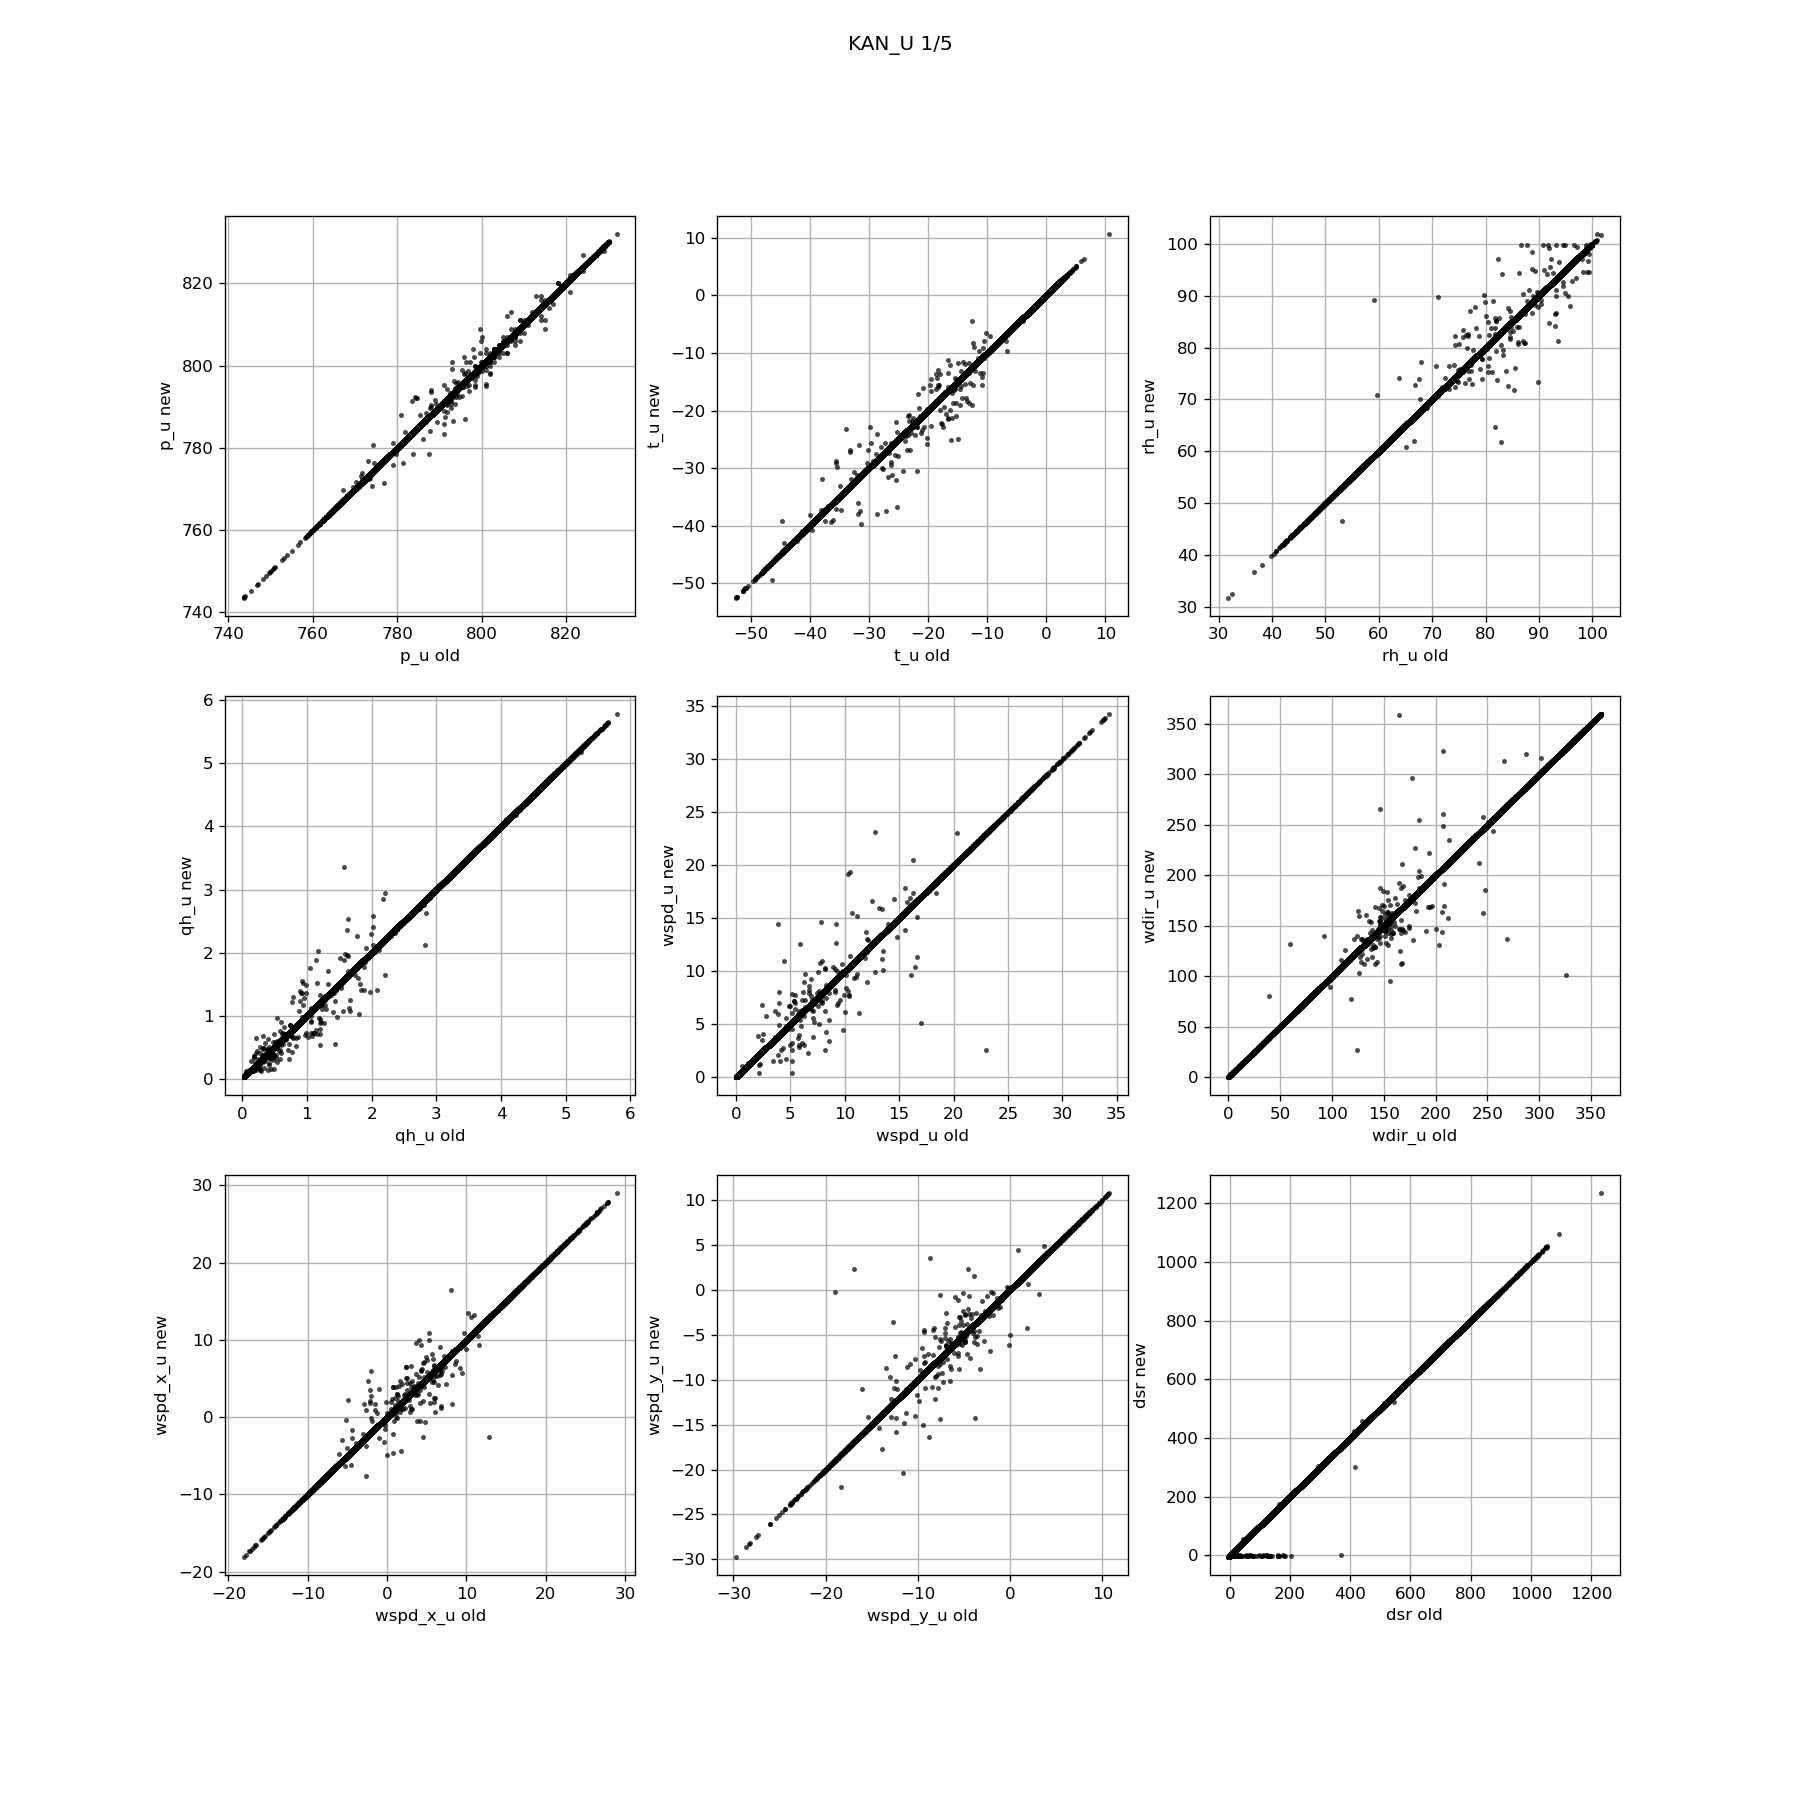 KAN_U 1/5
820
800
780
760
740
p_u new
740 760 780 800 820
p_u old
10
0
−10
−20
−30
−40
−50
t_u new
−50 −40 −30 −20 −10 0 10
t_u old
100
90
80
70
60
50
40
30
rh_u new
30 40 50 60 70 80 90 100
rh_u old
6
5
4
3
2
1
0
qh_u new
0 1 2 3 4 5 6
qh_u old
35
30
25
20
15
10
5
0
wspd_u new
0 5 10 15 20 25 30 35
wspd_u old
350
300
250
200
150
100
50
0
wdir_u new
0 50 100 150 200 250 300 350
wdir_u old
30
20
10
0
−10
−20
wspd_x_u new
−20 −10 0 10 20 30
wspd_x_u old
10
5
0
−5
−10
−15
−20
−25
−30
wspd_y_u new
−30 −20 −10 0 10
wspd_y_u old
1200
1000
800
600
400
200
0
dsr new
0 200 400 600 800 1000 1200
dsr old